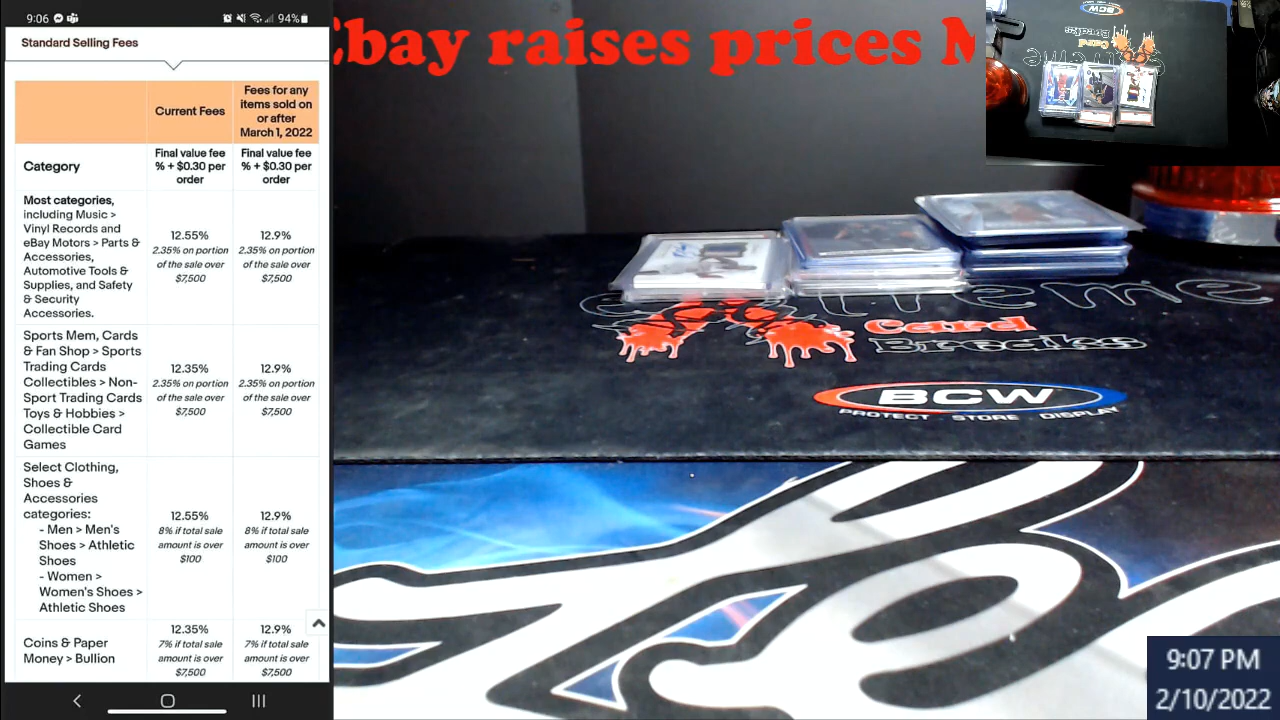 9:06
94%
Standard Selling Fees
Current Fees
Fees for any
items sold on
or after
March 1, 2022
Category
Final value fee
% + $0.30 per
order
Final value fee
% + $0.30 per
order
Most categories,
including Music >
Vinyl Records and
eBay Motors > Parts &
Accessories,
Automotive Tools &
Supplies, and Safety
& Security
Accessories.
12.55%
2.35% on portion
of the sale over
$7,500
12.9%
2.35% on portion
of the sale over
$7,500
Sports Mem, Cards
& Fan Shop > Sports
Trading Cards
Collectibles > Non-
Sport Trading Cards
Toys & Hobbies >
Collectible Card
Games
12.35%
2.35% on portion
of the sale over
$7,500
12.9%
2.35% on portion
of the sale over
$7,500
Select Clothing,
Shoes &
Accessories
categories:
- Men > Men's
Shoes > Athletic
Shoes
- Women >
Women's Shoes >
Athletic Shoes
12.55%
8% if total sale
amount is over
$100
12.9%
8% if total sale
amount is over
$100
Coins & Paper
Money > Bullion
12.35%
7% if total sale
amount is over
$7,500
12.9%
7% if total sale
amount is over
$7,500
Ebay raises prices M
extreme
Card
Breaks
BCW
PROTECT - STORE - DISPLAY
9:07 PM
2/10/2022